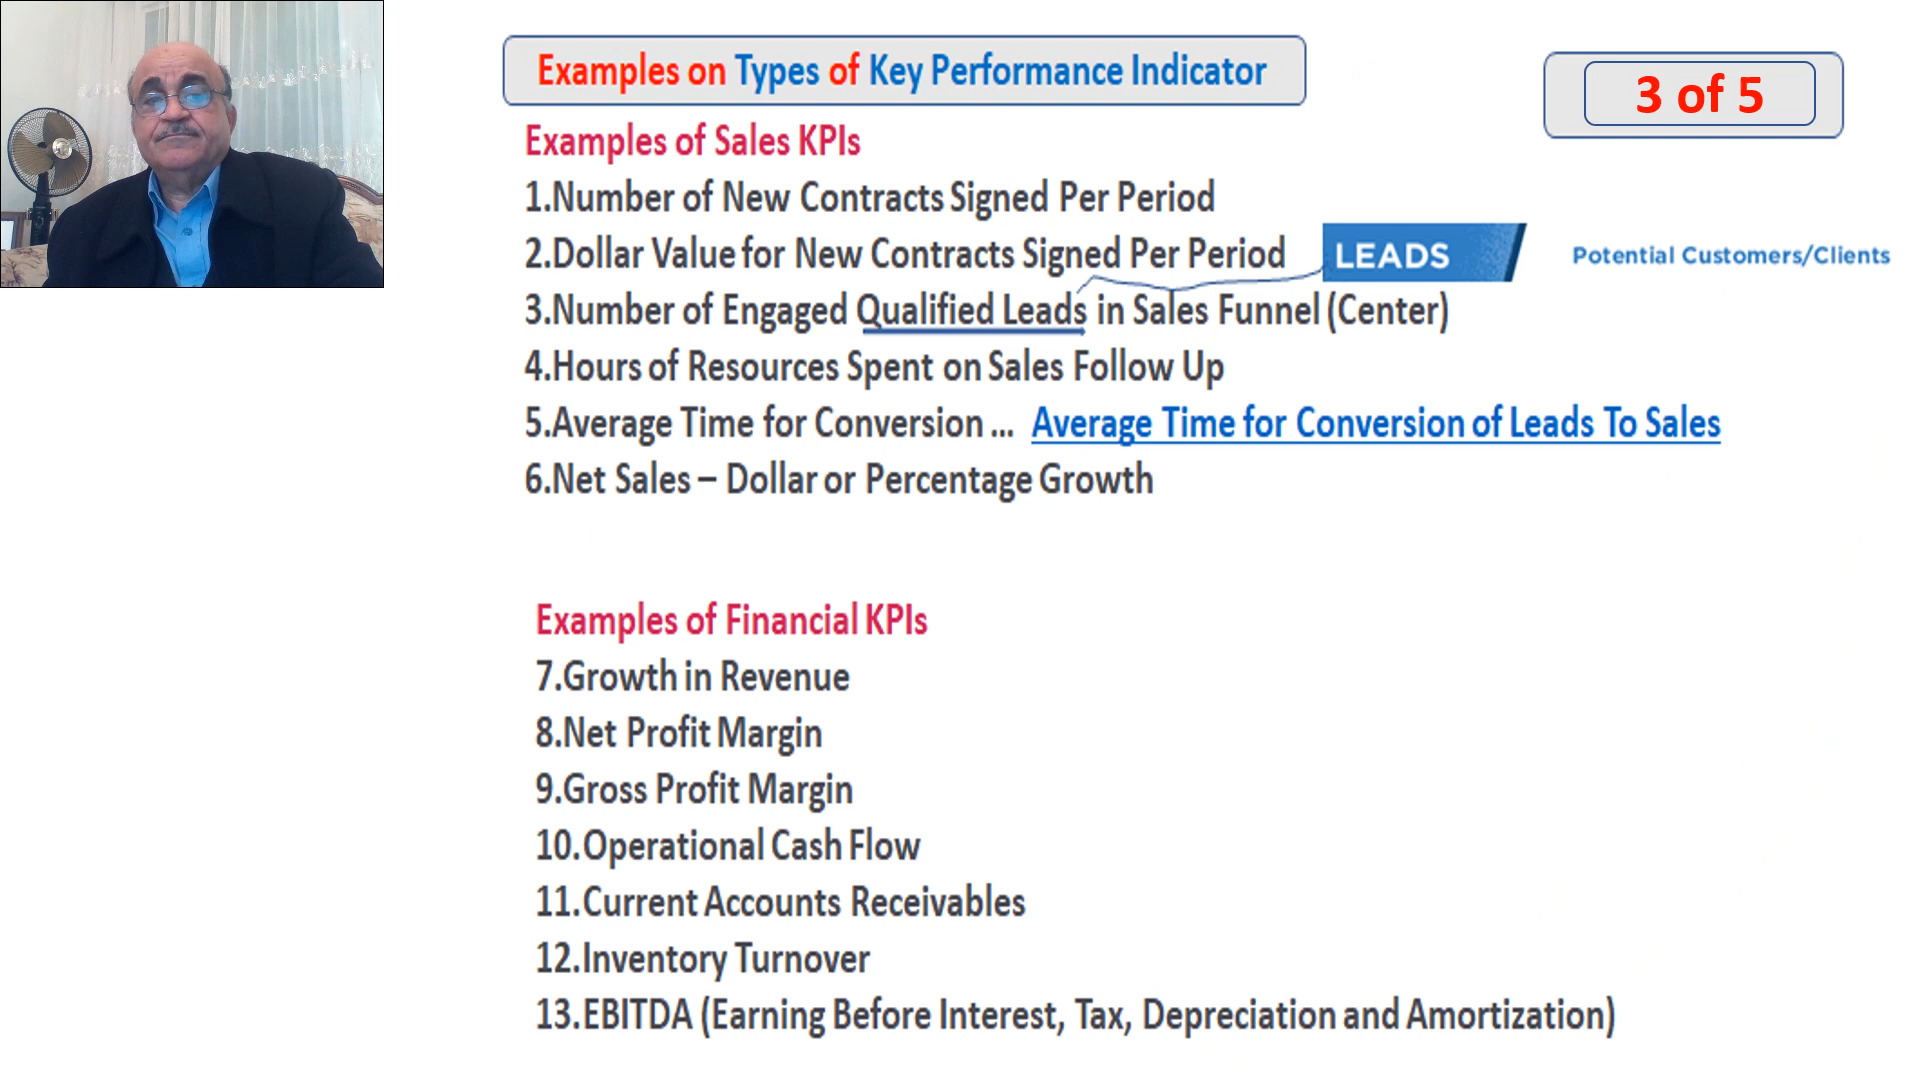 Examples on Types of Key Performance Indicator
3 of 5
Examples of Sales KPIs
1.Number of New Contracts Signed Per Period
2.Dollar Value for New Contracts Signed Per Period
LEADS
Potential Customers/Clients
3.Number of Engaged Qualified Leads in Sales Funnel (Center)
4.Hours of Resources Spent on Sales Follow Up
5.Average Time for Conversion ... Average Time for Conversion of Leads To Sales
6.Net Sales – Dollar or Percentage Growth
Examples of Financial KPIs
7.Growth in Revenue
8.Net Profit Margin
9.Gross Profit Margin
10.Operational Cash Flow
11.Current Accounts Receivables
12.Inventory Turnover
13.EBITDA (Earning Before Interest, Tax, Depreciation and Amortization)